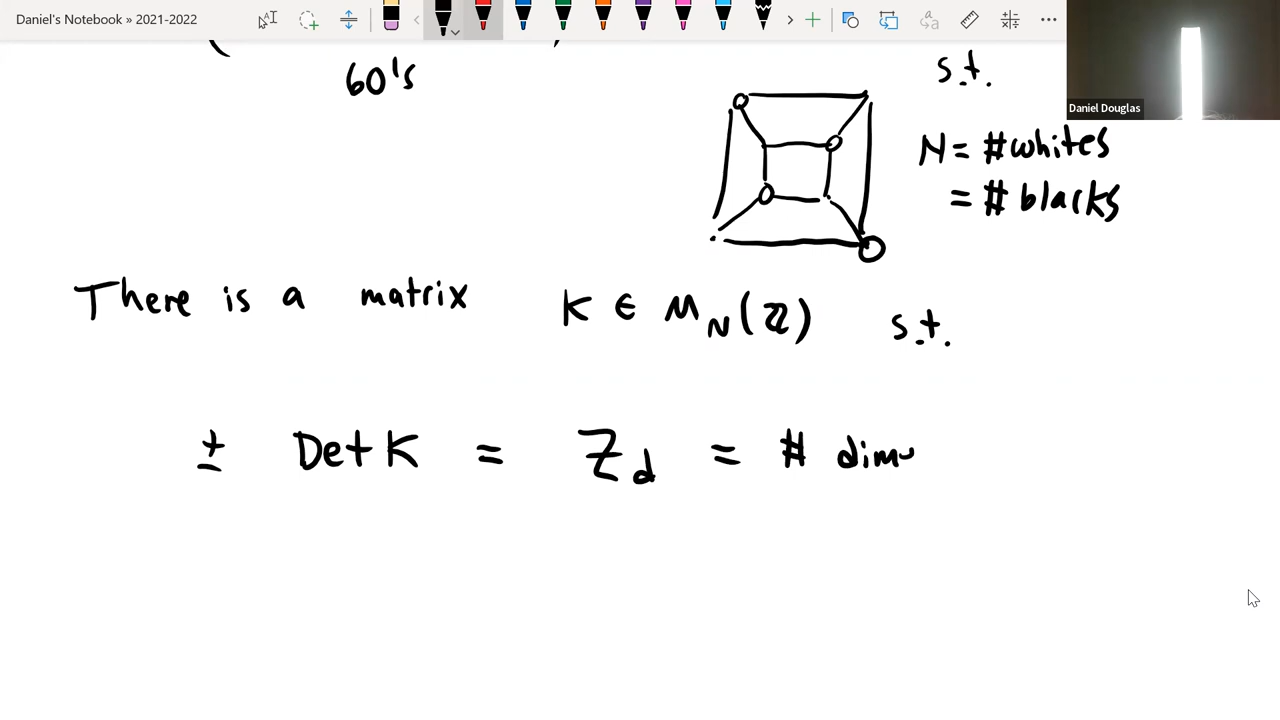 Daniel's Notebook » 2021-2022
Daniel Douglas
60's
s.t.
N = #whites
= # blacks
There is a matrix K ∈ M_N(ℤ) s.t.
± Det K = Z_d = # dim